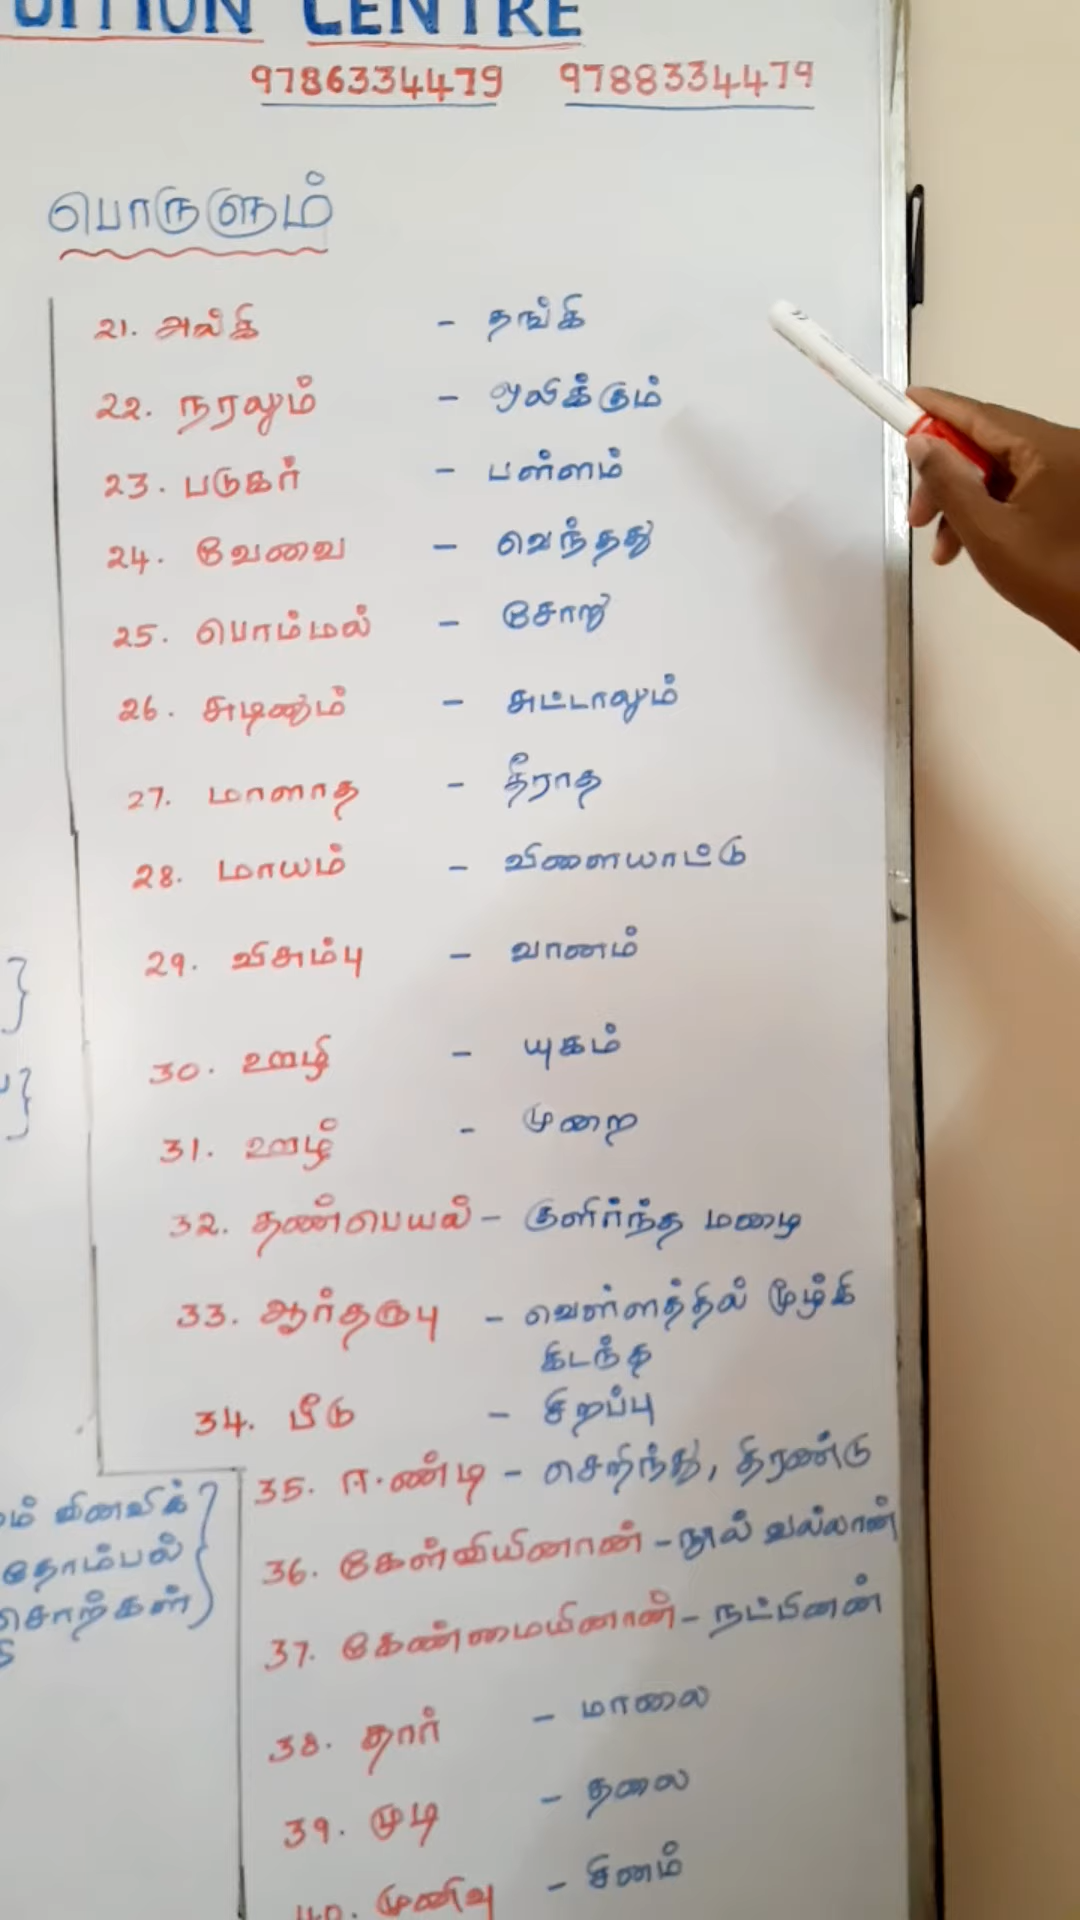 TUITION CENTRE
9786334479 9788334479
பொருளும்
21. அல்கி - தங்கி
22. நரலும் - ஒலிக்கும்
23. படுகர் - பள்ளம்
24. வேவை - வெந்தது
25. பொம்மல் - சோறு
26. சுடினும் - சுட்டாலும்
27. மாளாத - தீராத
28. மாயம் - விளையாட்டு
29. விசும்பு - வானம்
30. ஊழி - யுகம்
31. ஊழ் - முறை
32. தண்பெயல் - குளிர்ந்த மழை
33. ஆர்தருபு - வெள்ளத்தில் மூழ்கி
கிடந்த
34. பீடு - சிறப்பு
35. ஈண்டி - செறிந்து, திரண்டு
36. கேள்வியினான் - நூல் வல்லான்
37. கேண்மையினான் - நட்பினன்
38. தார் - மாலை
39. முடி - தலை
40. முனிவு - சினம்
வினவிக்